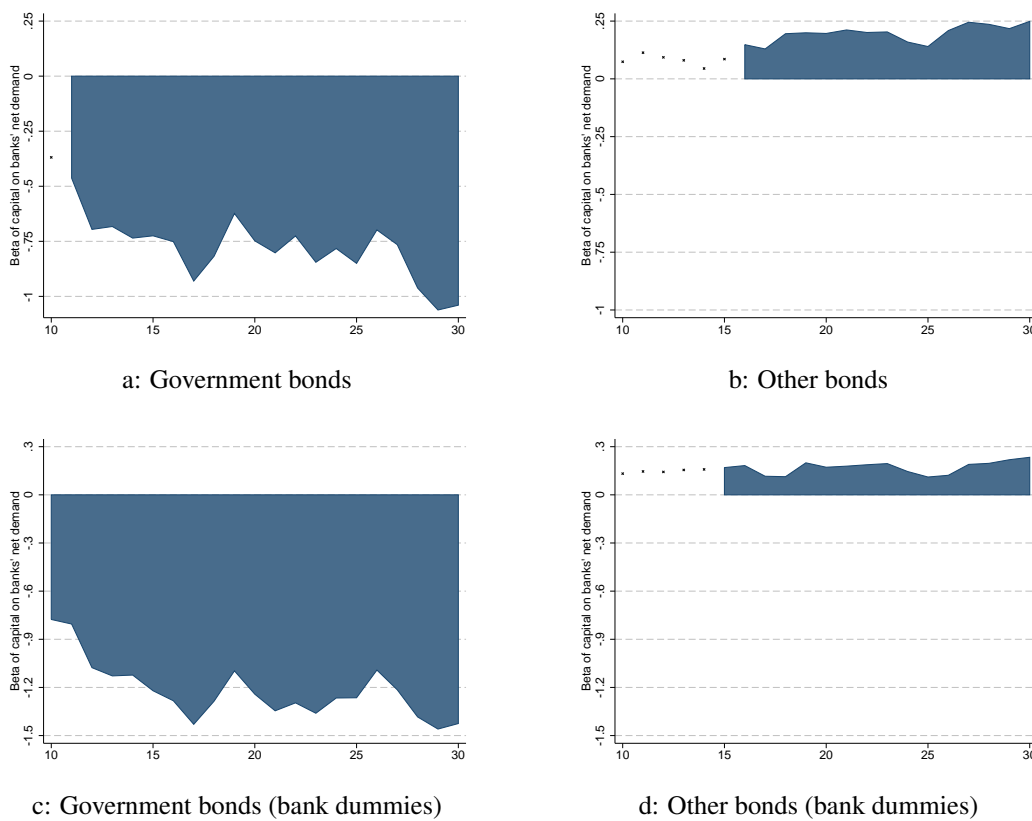 Beta of capital on banks' net demand
.25
0
-.25
-.5
-.75
-1
10 15 20 25 30
a: Government bonds
Beta of capital on banks' net demand
.25
0
-.25
-.5
-.75
-1
10 15 20 25 30
b: Other bonds
Beta of capital on banks' net demand
.3
0
-.3
-.6
-.9
-1.2
-1.5
10 15 20 25 30
c: Government bonds (bank dummies)
Beta of capital on banks' net demand
.3
0
-.3
-.6
-.9
-1.2
-1.5
10 15 20 25 30
d: Other bonds (bank dummies)